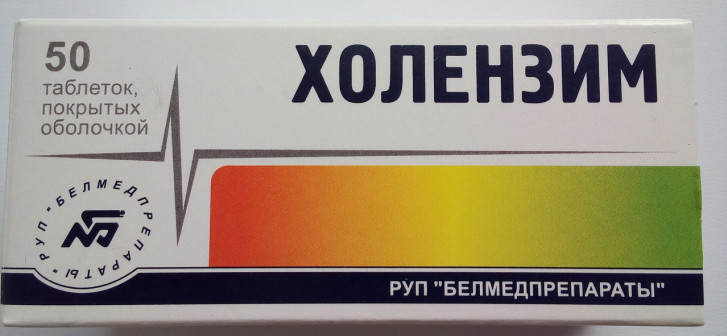 50
таблеток,
покрытых
оболочкой
ХОЛЕНЗИМ
РУП "БЕЛМЕДПРЕПАРАТЫ"
РУП "БЕЛМЕДПРЕПАРАТЫ"